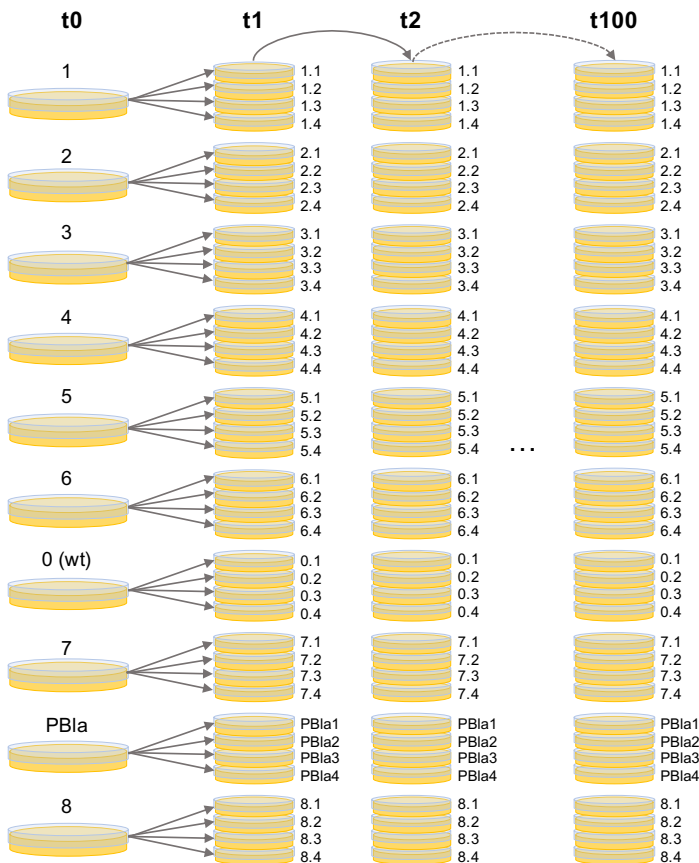 t0 t1 t2 t100
1
1.1 1.1 1.1
1.2 1.2 1.2
1.3 1.3 1.3
1.4 1.4 1.4
2
2.1 2.1 2.1
2.2 2.2 2.2
2.3 2.3 2.3
2.4 2.4 2.4
3
3.1 3.1 3.1
3.2 3.2 3.2
3.3 3.3 3.3
3.4 3.4 3.4
4
4.1 4.1 4.1
4.2 4.2 4.2
4.3 4.3 4.3
4.4 4.4 4.4
5
5.1 5.1 5.1
5.2 5.2 5.2
5.3 5.3 5.3
5.4 5.4 ... 5.4
6
6.1 6.1 6.1
6.2 6.2 6.2
6.3 6.3 6.3
6.4 6.4 6.4
0 (wt)
0.1 0.1 0.1
0.2 0.2 0.2
0.3 0.3 0.3
0.4 0.4 0.4
7
7.1 7.1 7.1
7.2 7.2 7.2
7.3 7.3 7.3
7.4 7.4 7.4
PBla
PBla1 PBla1 PBla1
PBla2 PBla2 PBla2
PBla3 PBla3 PBla3
PBla4 PBla4 PBla4
8
8.1 8.1 8.1
8.2 8.2 8.2
8.3 8.3 8.3
8.4 8.4 8.4